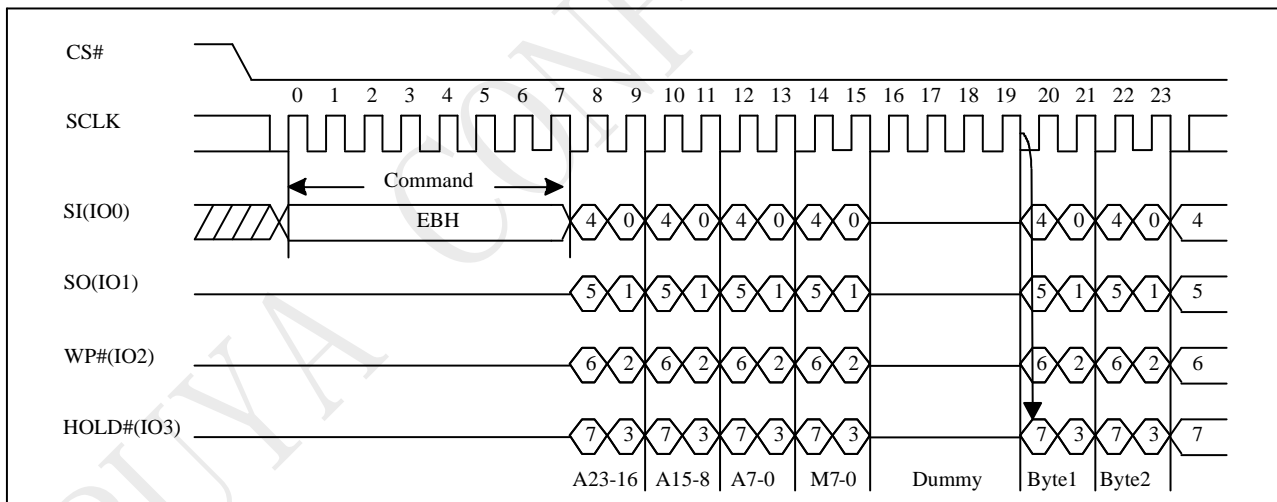 CS#
0 1 2 3 4 5 6 7 8 9 10 11 12 13 14 15 16 17 18 19 20 21 22 23
SCLK
Command
SI(IO0) EBH 4 0 4 0 4 0 4 0 4 0 4 0 4
SO(IO1) 5 1 5 1 5 1 5 1 5 1 5 1 5
WP#(IO2) 6 2 6 2 6 2 6 2 6 2 6 2 6
HOLD#(IO3) 7 3 7 3 7 3 7 3 7 3 7 3 7
A23-16 A15-8 A7-0 M7-0 Dummy Byte1 Byte2